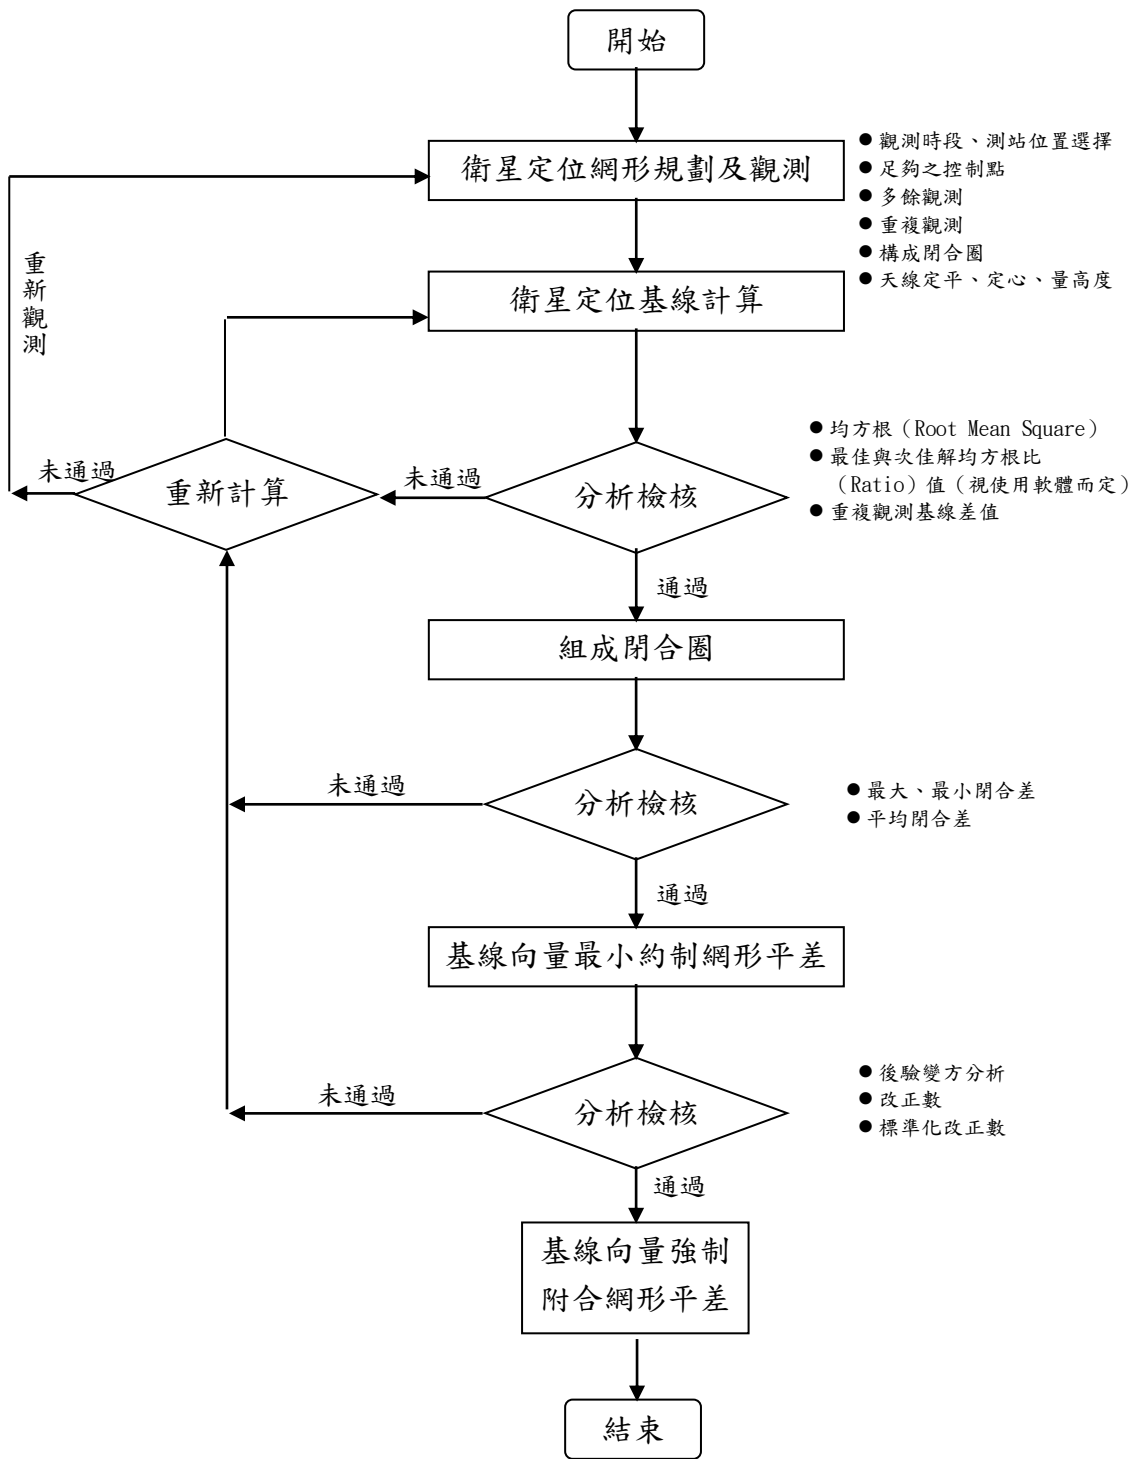 開始
衛星定位網形規劃及觀測
● 觀測時段、測站位置選擇
● 足夠之控制點
● 多餘觀測
● 重複觀測
● 構成閉合圈
● 天線定平、定心、量高度
重新觀測
衛星定位基線計算
● 均方根（Root Mean Square）
● 最佳與次佳解均方根比
（Ratio）值（視使用軟體而定）
● 重複觀測基線差值
未通過
重新計算
未通過
分析檢核
通過
組成閉合圈
未通過
分析檢核
● 最大、最小閉合差
● 平均閉合差
通過
基線向量最小約制網形平差
未通過
分析檢核
● 後驗變方分析
● 改正數
● 標準化改正數
通過
基線向量強制
附合網形平差
結束